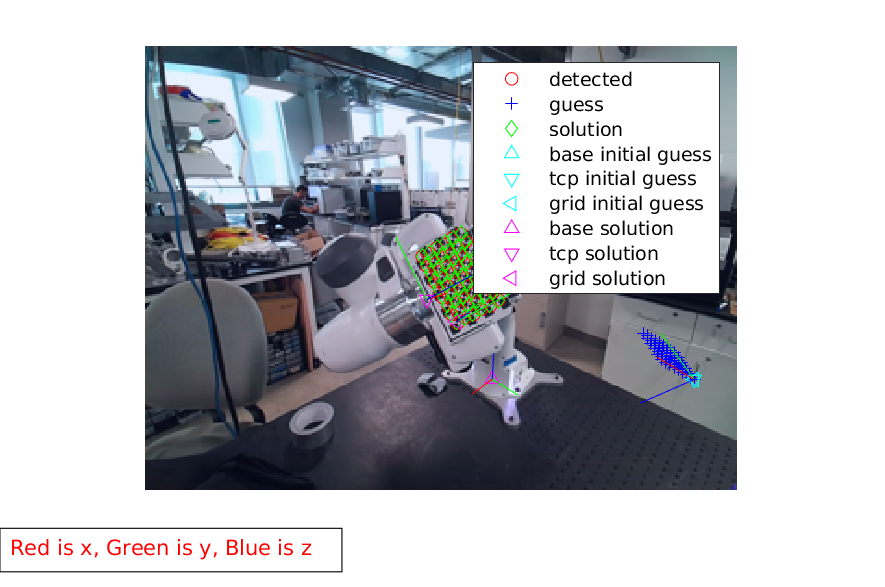 detected
guess
solution
base initial guess
tcp initial guess
grid initial guess
base solution
tcp solution
grid solution
Red is x, Green is y, Blue is z